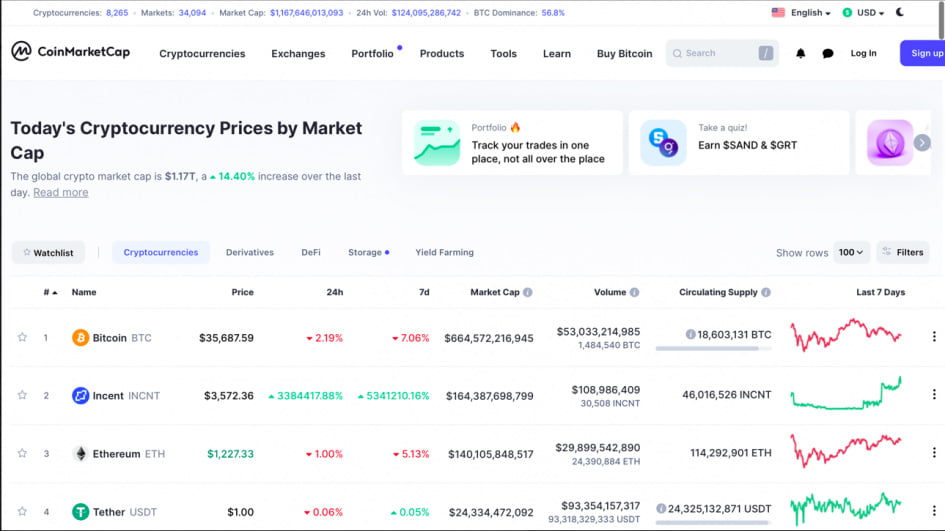 Cryptocurrencies: 8,265 • Markets: 34,094 • Market Cap: $1,167,646,013,093 • 24h Vol: $124,095,286,742 • BTC Dominance: 56.8% English USD
CoinMarketCap Cryptocurrencies Exchanges Portfolio Products Tools Learn Buy Bitcoin Search / Log In Sign up
Today's Cryptocurrency Prices by Market
Cap
The global crypto market cap is $1.17T, a 14.40% increase over the last
day. Read more
Portfolio
Track your trades in one
place, not all over the place
Take a quiz!
Earn $SAND & $GRT
Watchlist Cryptocurrencies Derivatives DeFi Storage Yield Farming Show rows 100 Filters
# Name Price 24h 7d Market Cap Volume Circulating Supply Last 7 Days
1 Bitcoin BTC $35,687.59 2.19% 7.06% $664,572,216,945 $53,033,214,985 18,603,131 BTC
1,484,540 BTC
2 Incent INCNT $3,572.36 3384417.88% 5341210.16% $164,387,698,799 $108,986,409 46,016,526 INCNT
30,508 INCNT
3 Ethereum ETH $1,227.33 1.00% 5.13% $140,105,848,517 $29,899,542,890 114,292,901 ETH
24,390,884 ETH
4 Tether USDT $1.00 0.06% 0.05% $24,334,472,092 $93,354,157,317 24,325,132,871 USDT
93,318,329,333 USDT